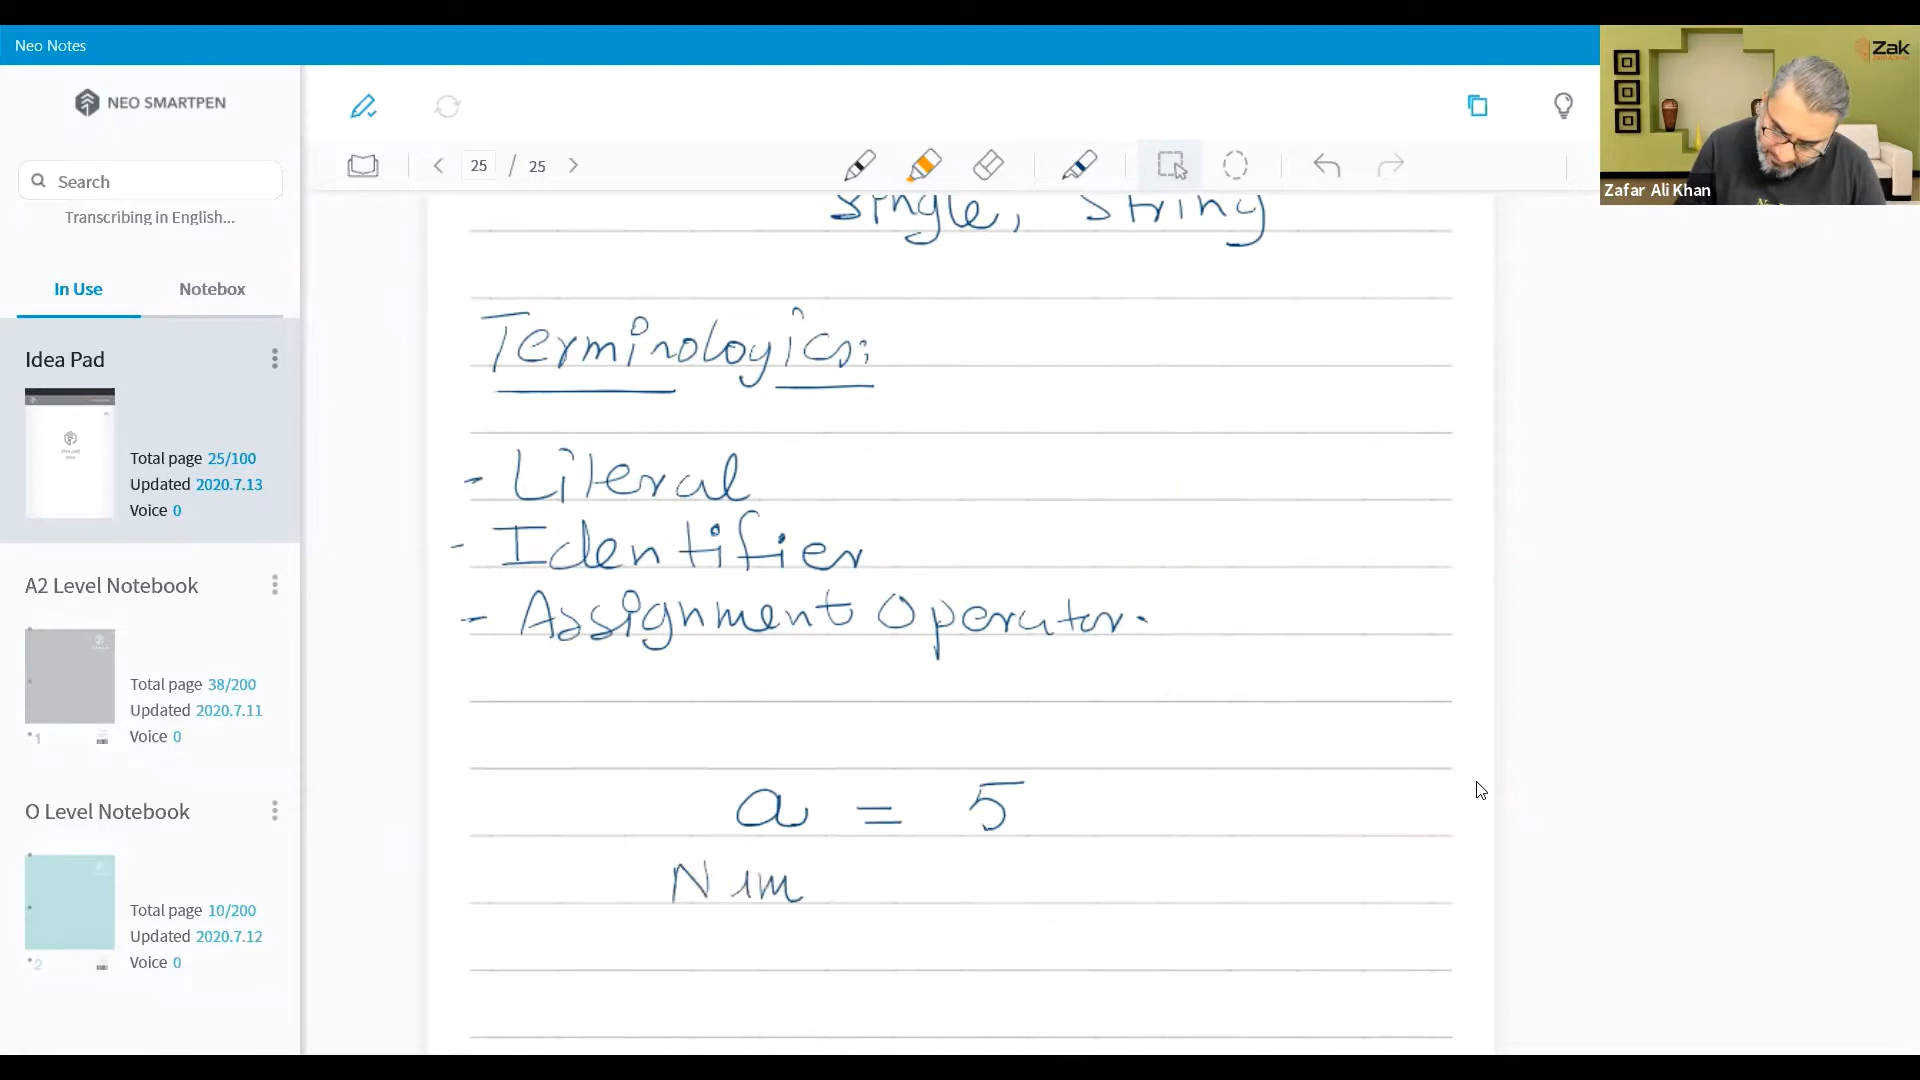 Neo Notes
NEO SMARTPEN
Search
Transcribing in English...
In Use
Notebox
Idea Pad
Total page 25/100
Updated 2020.7.13
Voice 0
A2 Level Notebook
1
Total page 38/200
Updated 2020.7.11
Voice 0
O Level Notebook
2
Total page 10/200
Updated 2020.7.12
Voice 0
25 / 25
Single, String
Terminologies:
- Literal
- Identifier
- Assignment Operator.
a = 5
Num
Zak
Zafar Ali Khan